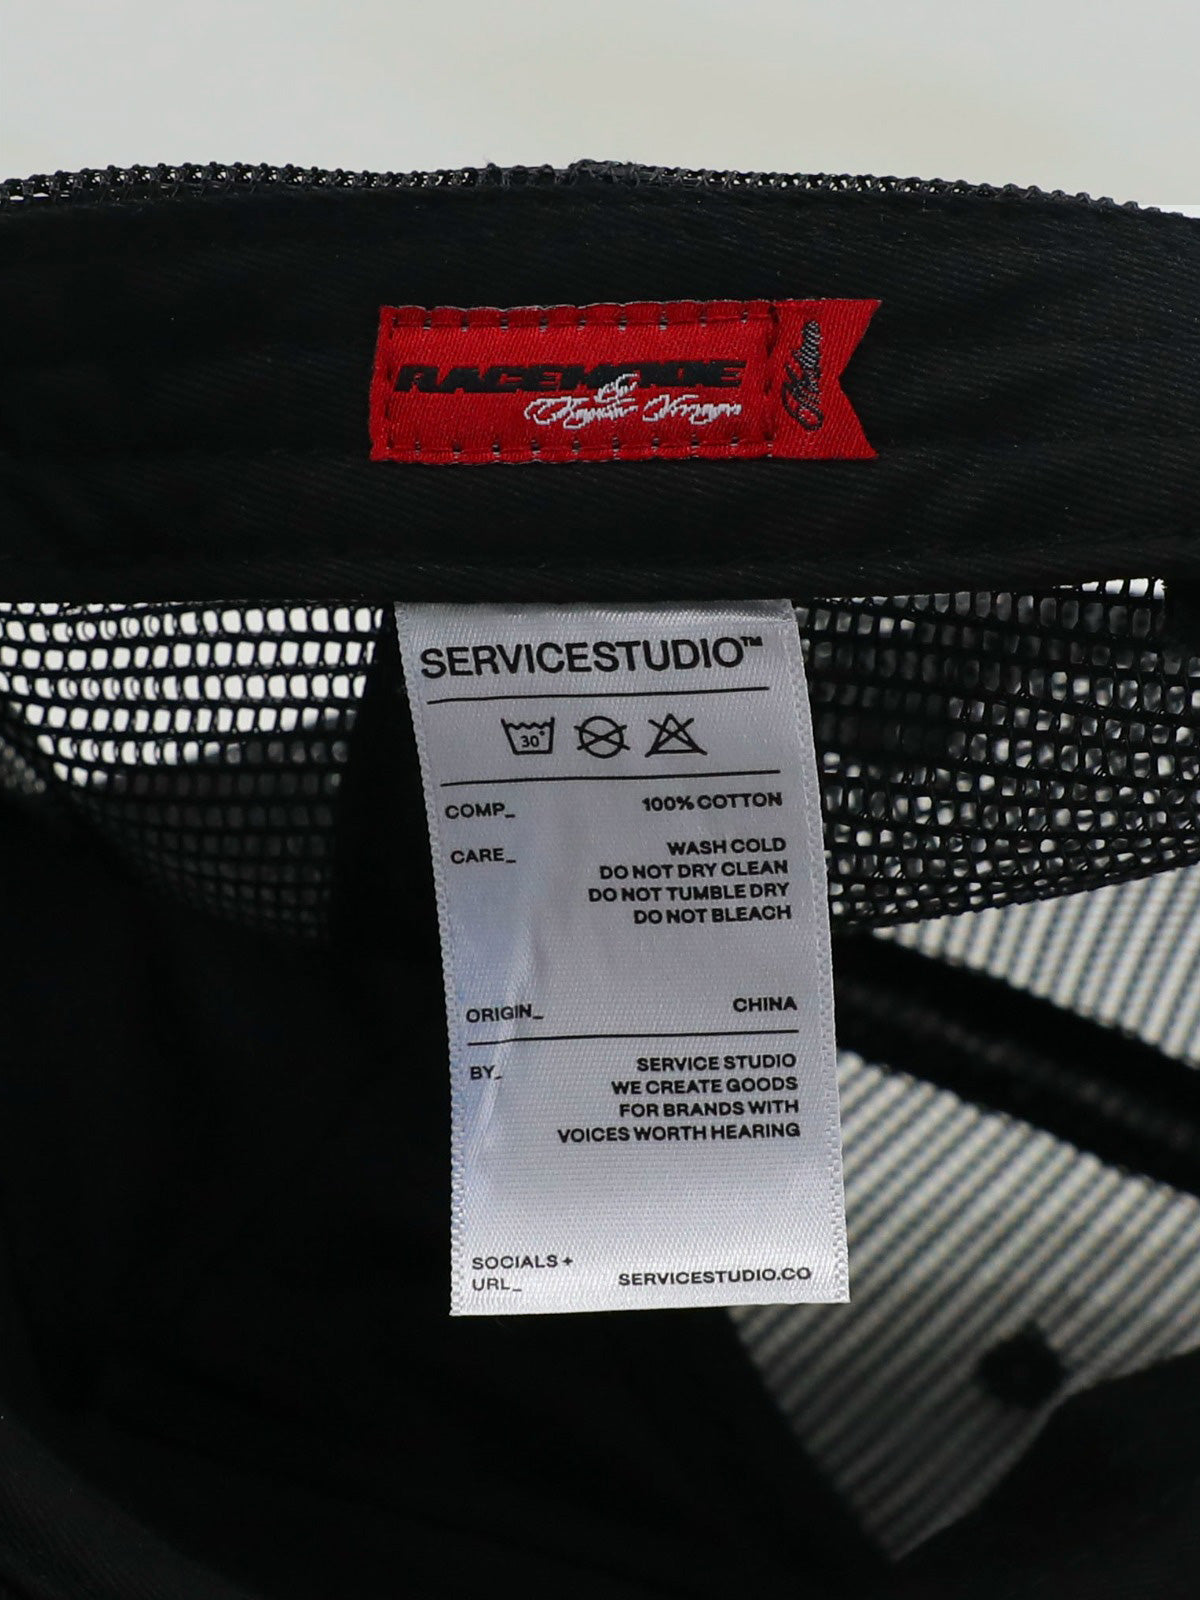 RACEMADE
SERVICESTUDIO™
30°
COMP_ 100% COTTON
CARE_ WASH COLD
DO NOT DRY CLEAN
DO NOT TUMBLE DRY
DO NOT BLEACH
ORIGIN_ CHINA
BY_ SERVICE STUDIO
WE CREATE GOODS
FOR BRANDS WITH
VOICES WORTH HEARING
SOCIALS +
URL_ SERVICESTUDIO.CO